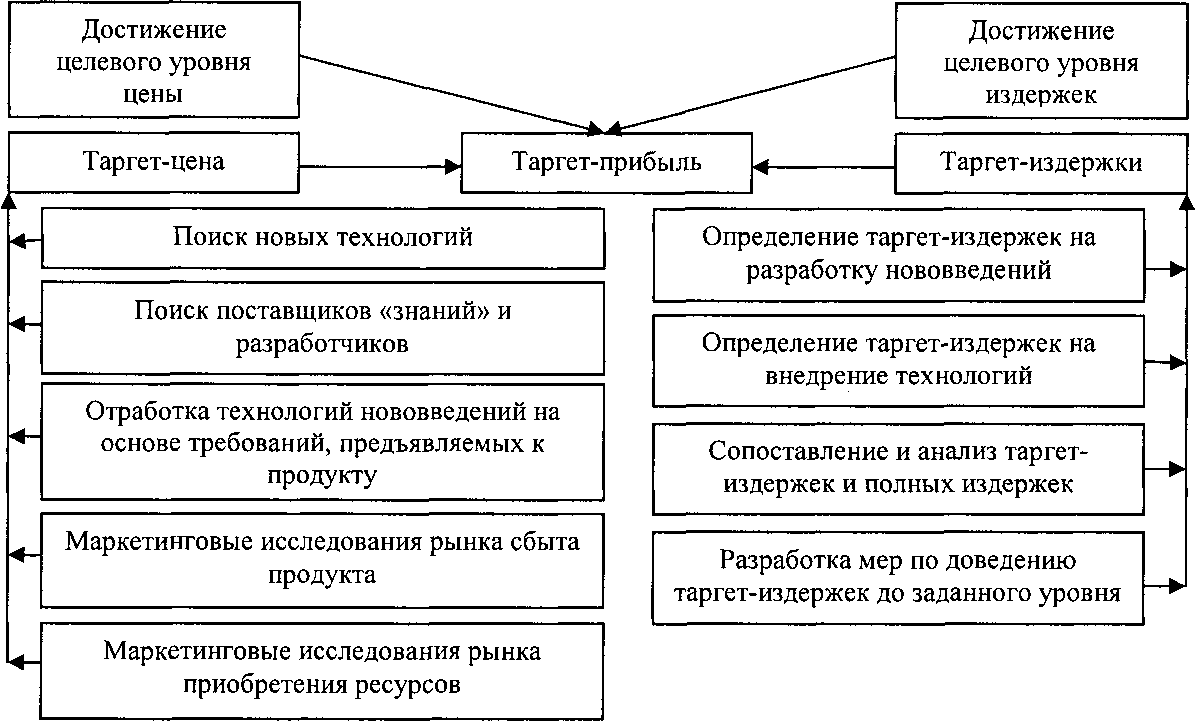 Достижение
целевого уровня
цены
Достижение
целевого уровня
издержек
Таргет-цена
Таргет-прибыль
Таргет-издержки
Поиск новых технологий
Поиск поставщиков «знаний» и
разработчиков
Отработка технологий нововведений на
основе требований, предъявляемых к
продукту
Маркетинговые исследования рынка сбыта
продукта
Маркетинговые исследования рынка
приобретения ресурсов
Определение таргет-издержек на
разработку нововведений
Определение таргет-издержек на
внедрение технологий
Сопоставление и анализ таргет-
издержек и полных издержек
Разработка мер по доведению
таргет-издержек до заданного уровня